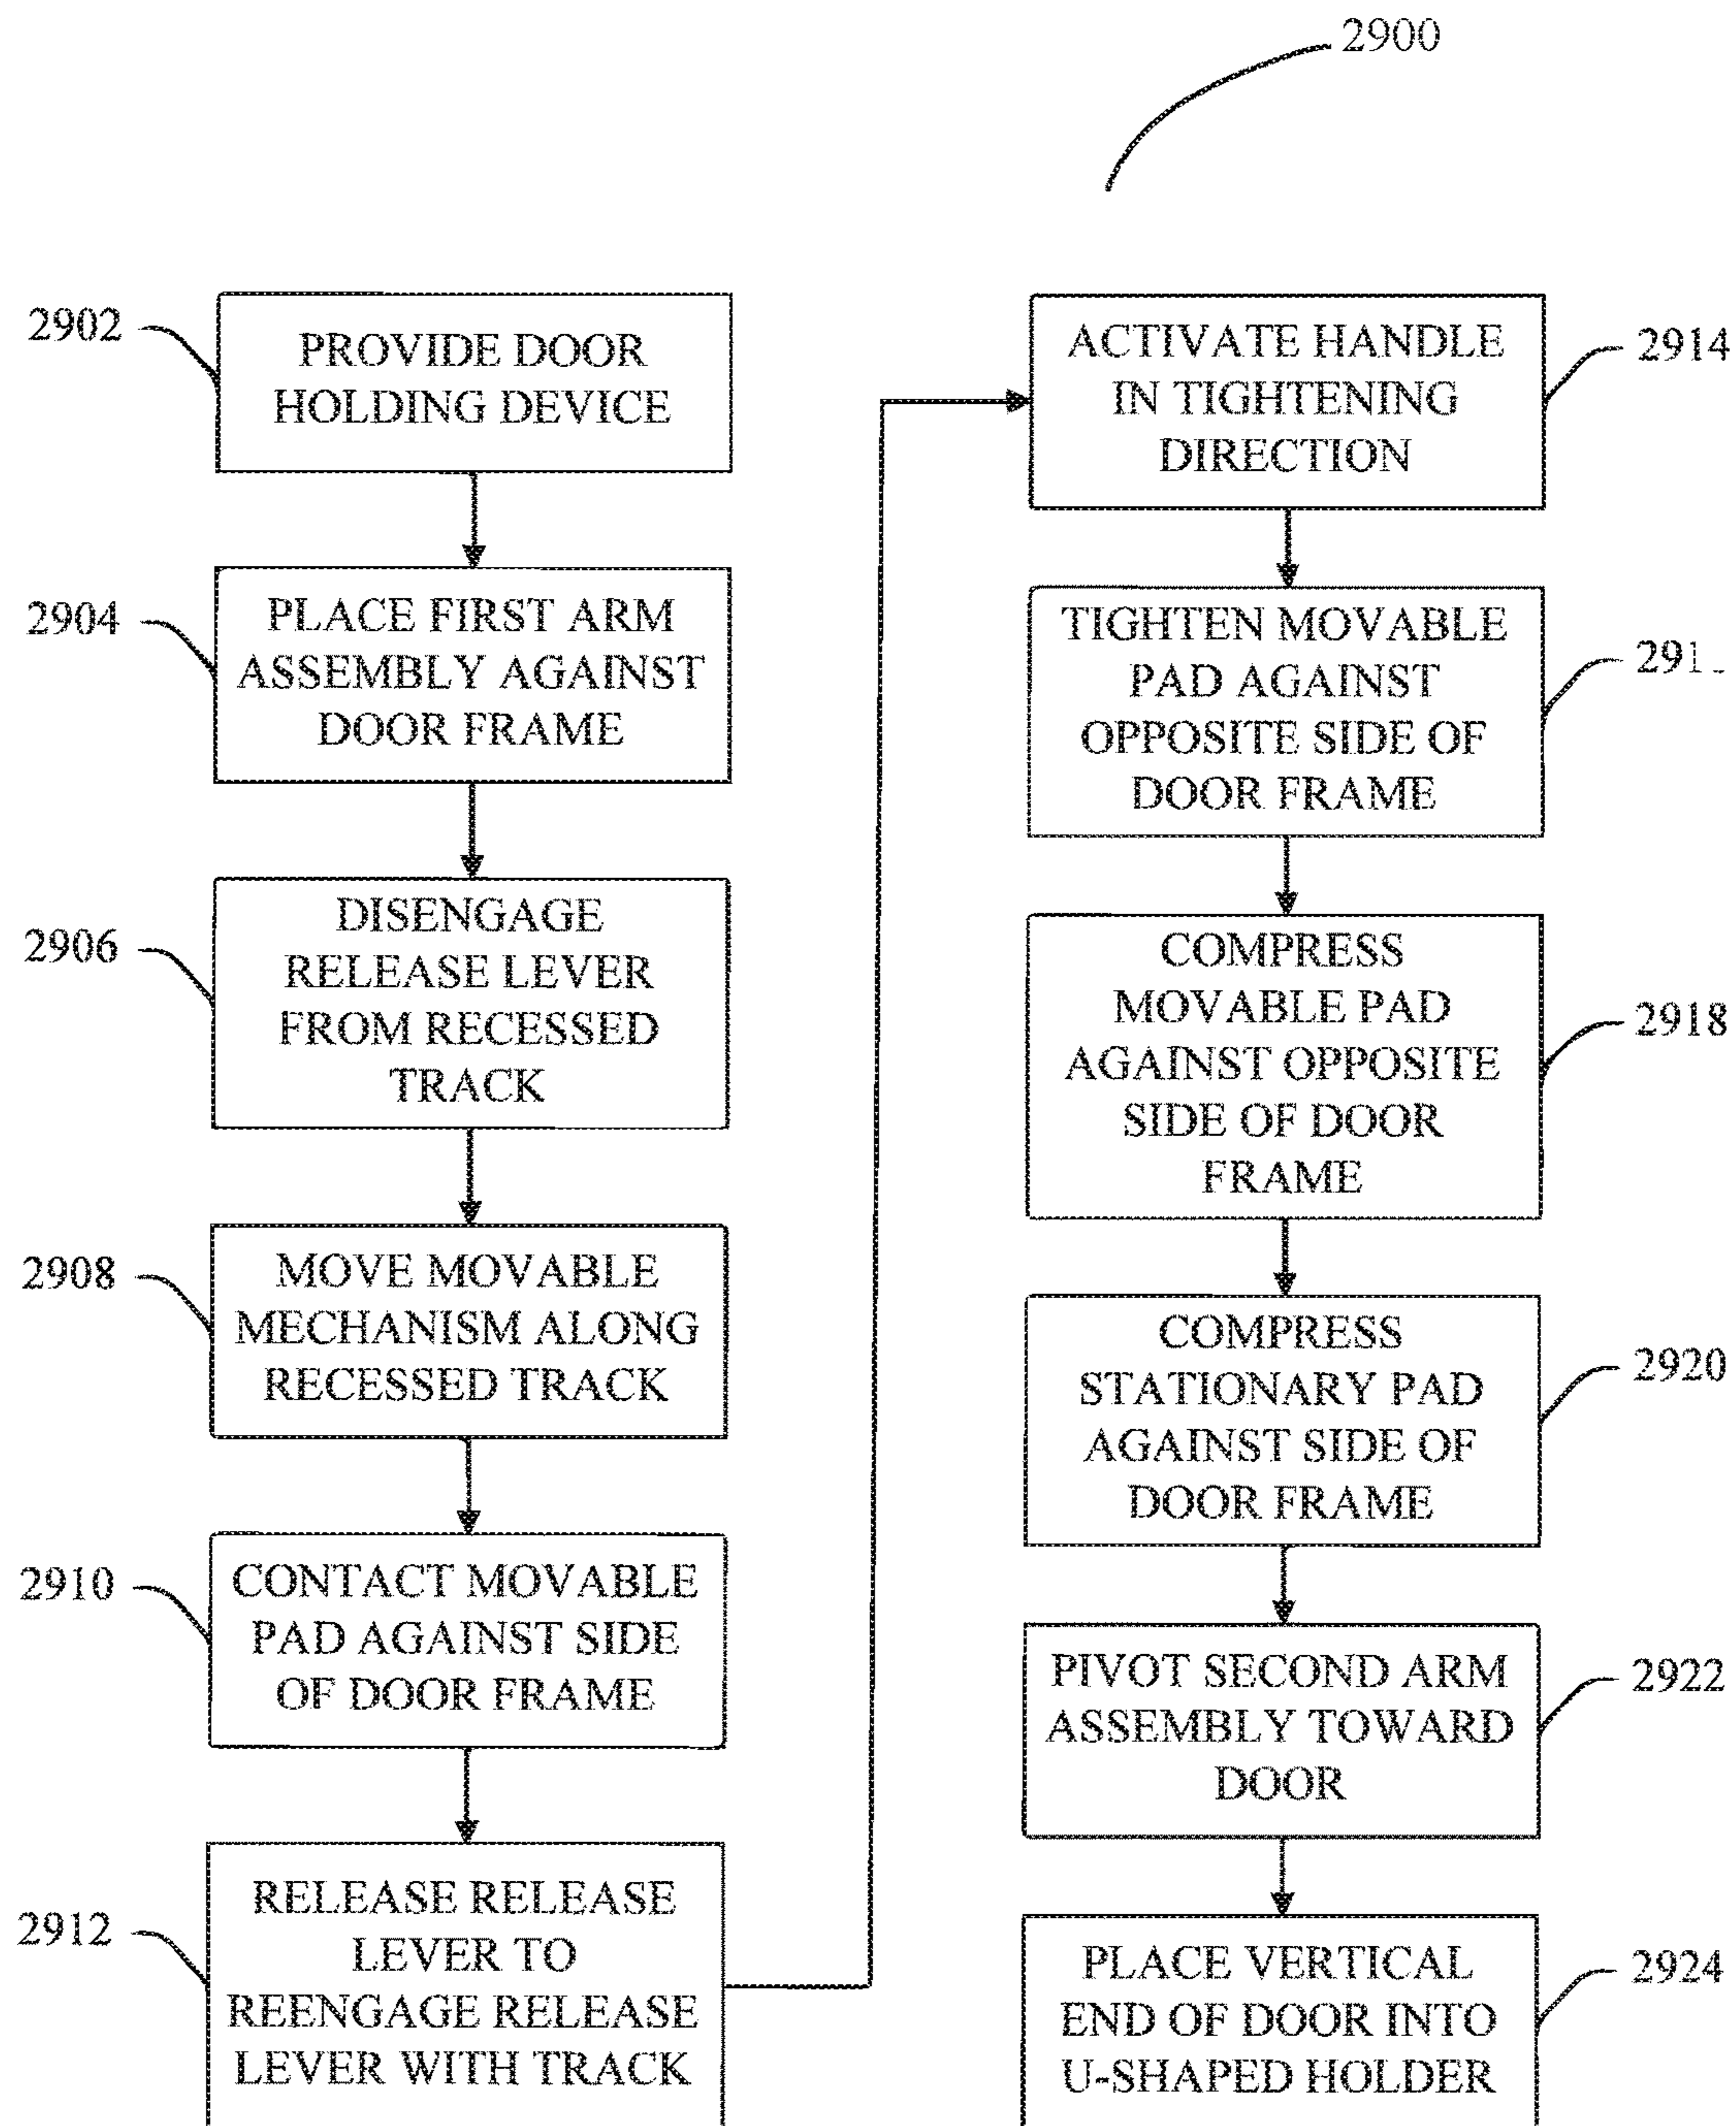 2900
2902
PROVIDE DOOR
HOLDING DEVICE
2904
PLACE FIRST ARM
ASSEMBLY AGAINST
DOOR FRAME
2906
DISENGAGE
RELEASE LEVER
FROM RECESSED
TRACK
2908
MOVE MOVABLE
MECHANISM ALONG
RECESSED TRACK
2910
CONTACT MOVABLE
PAD AGAINST SIDE
OF DOOR FRAME
2912
RELEASE RELEASE
LEVER TO
REENGAGE RELEASE
LEVER WITH TRACK
ACTIVATE HANDLE
IN TIGHTENING
DIRECTION
2914
TIGHTEN MOVABLE
PAD AGAINST
OPPOSITE SIDE OF
DOOR FRAME
COMPRESS
MOVABLE PAD
AGAINST OPPOSITE
SIDE OF DOOR
FRAME
2918
COMPRESS
STATIONARY PAD
AGAINST SIDE OF
DOOR FRAME
2920
PIVOT SECOND ARM
ASSEMBLY TOWARD
DOOR
2922
PLACE VERTICAL
END OF DOOR INTO
U-SHAPED HOLDER
2924